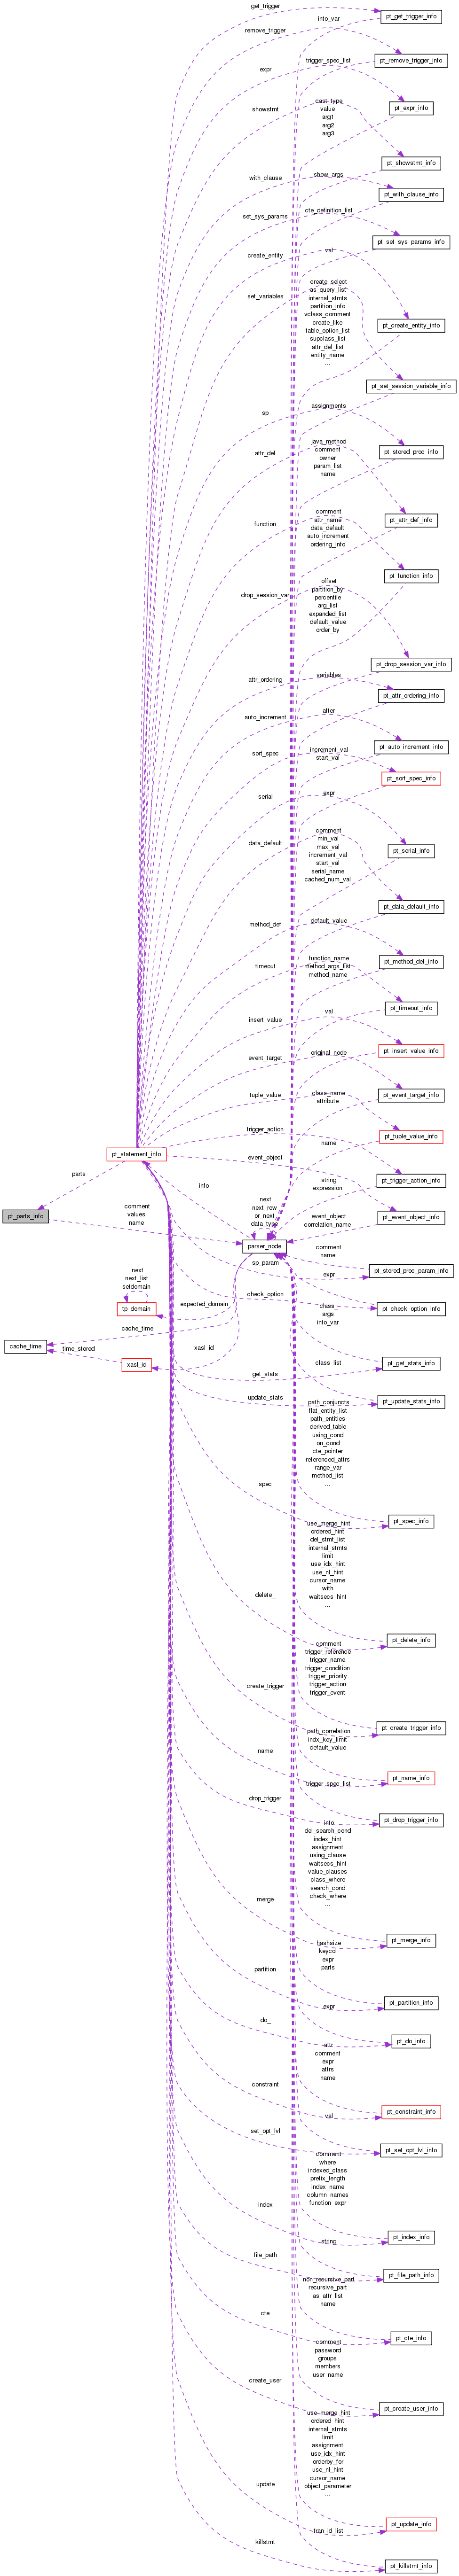 get_trigger
into_var
pt_get_trigger_info
remove_trigger
trigger_spec_list
pt_remove_trigger_info
expr
cast_type
value
arg1
arg2
arg3
pt_expr_info
showstmt
show_args
pt_showstmt_info
with_clause
cte_definition_list
pt_with_clause_info
set_sys_params
val
pt_set_sys_params_info
create_entity
create_select
as_query_list
internal_stmts
partition_info
vclass_comment
create_like
table_option_list
supclass_list
attr_def_list
entity_name
...
pt_create_entity_info
set_variables
assignments
pt_set_session_variable_info
sp
java_method
comment
owner
param_list
name
pt_stored_proc_info
attr_def
comment
attr_name
data_default
auto_increment
ordering_info
pt_attr_def_info
function
offset
partition_by
percentile
arg_list
expanded_list
default_value
order_by
pt_function_info
drop_session_var
variables
pt_drop_session_var_info
attr_ordering
after
pt_attr_ordering_info
auto_increment
increment_val
start_val
pt_auto_increment_info
sort_spec
expr
pt_sort_spec_info
serial
comment
min_val
max_val
increment_val
start_val
serial_name
cached_num_val
pt_serial_info
data_default
default_value
pt_data_default_info
method_def
function_name
method_args_list
method_name
pt_method_def_info
timeout
val
pt_timeout_info
insert_value
original_node
pt_insert_value_info
event_target
class_name
attribute
pt_event_target_info
tuple_value
name
pt_tuple_value_info
trigger_action
string
expression
pt_trigger_action_info
pt_statement_info
event_object
event_object
correlation_name
pt_event_object_info
parts
info
pt_parts_info
comment
values
name
next
next_row
or_next
data_type
parser_node
sp_param
comment
name
pt_stored_proc_param_info
next
next_list
setdomain
tp_domain
expected_domain
check_option
expr
pt_check_option_info
cache_time
cache_time
time_stored
xasl_id
xasl_id
get_stats
class_
args
into_var
pt_get_stats_info
update_stats
class_list
pt_update_stats_info
spec
path_conjuncts
flat_entity_list
path_entities
derived_table
using_cond
on_cond
cte_pointer
referenced_attrs
range_var
method_list
...
pt_spec_info
delete_
use_merge_hint
ordered_hint
del_stmt_list
internal_stmts
limit
use_idx_hint
use_nl_hint
cursor_name
with
waitsecs_hint
...
pt_delete_info
create_trigger
comment
trigger_reference
trigger_name
trigger_condition
trigger_priority
trigger_action
trigger_event
pt_create_trigger_info
name
path_correlation
indx_key_limit
default_value
pt_name_info
drop_trigger
trigger_spec_list
pt_drop_trigger_info
merge
into
del_search_cond
index_hint
assignment
using_clause
waitsecs_hint
value_clauses
class_where
search_cond
check_where
...
pt_merge_info
partition
hashsize
keycol
expr
parts
pt_partition_info
do_
expr
pt_do_info
constraint
attr
comment
expr
attrs
name
pt_constraint_info
set_opt_lvl
val
pt_set_opt_lvl_info
index
comment
where
indexed_class
prefix_length
index_name
column_names
function_expr
pt_index_info
file_path
string
pt_file_path_info
cte
non_recursive_part
recursive_part
as_attr_list
name
pt_cte_info
create_user
comment
password
groups
members
user_name
pt_create_user_info
update
use_merge_hint
ordered_hint
internal_stmts
limit
assignment
use_idx_hint
orderby_for
use_nl_hint
cursor_name
object_parameter
...
pt_update_info
killstmt
tran_id_list
pt_killstmt_info